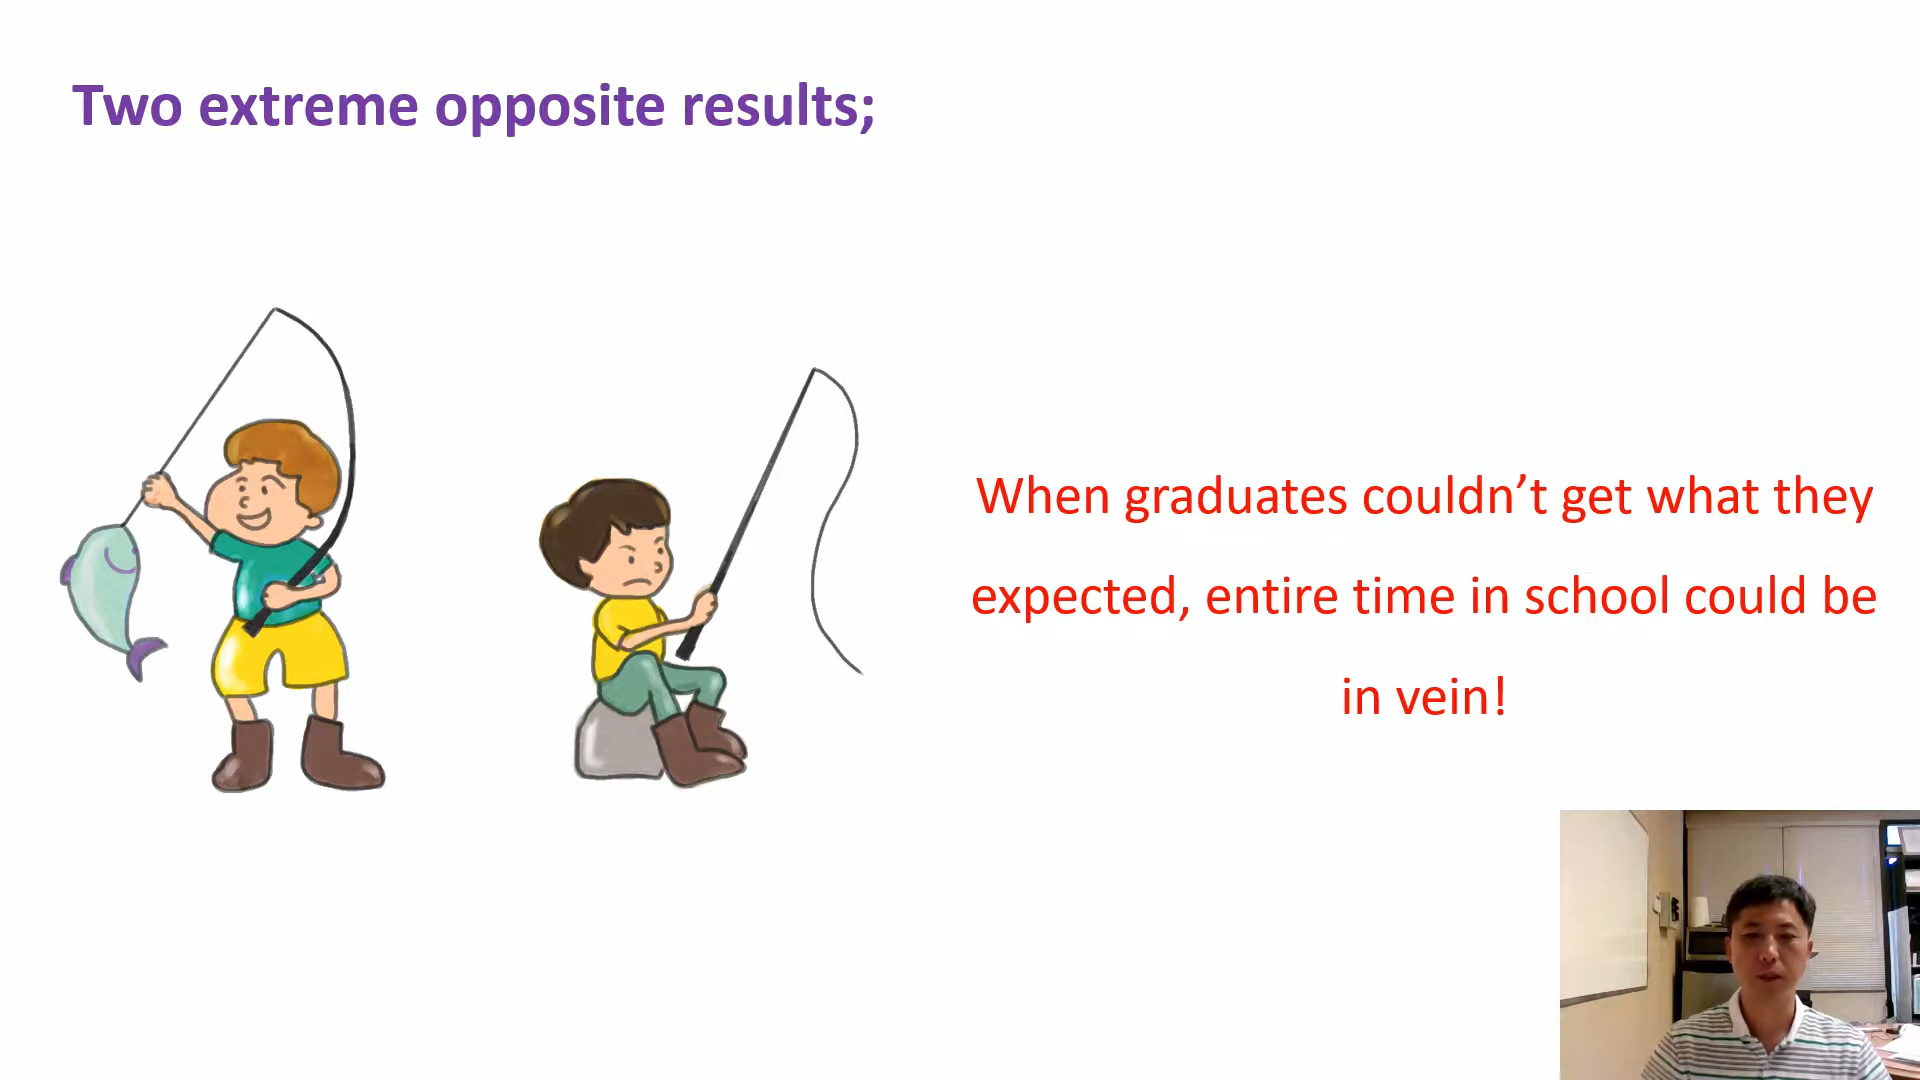 Two extreme opposite results;
When graduates couldn’t get what they
expected, entire time in school could be
in vein!